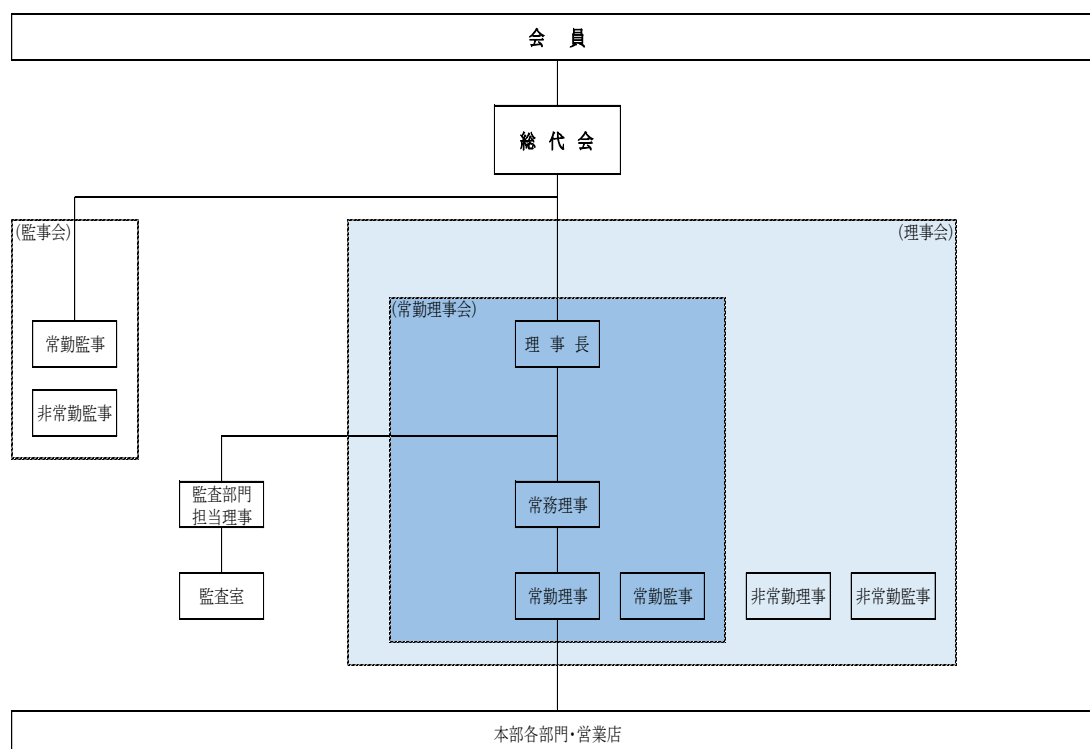 会 員
総 代 会
(監事会)
(理事会)
(常勤理事会)
常勤監事
理 事 長
非常勤監事
監査部門
担当理事
常務理事
監査室
常勤理事
常勤監事
非常勤理事
非常勤監事
本部各部門・営業店